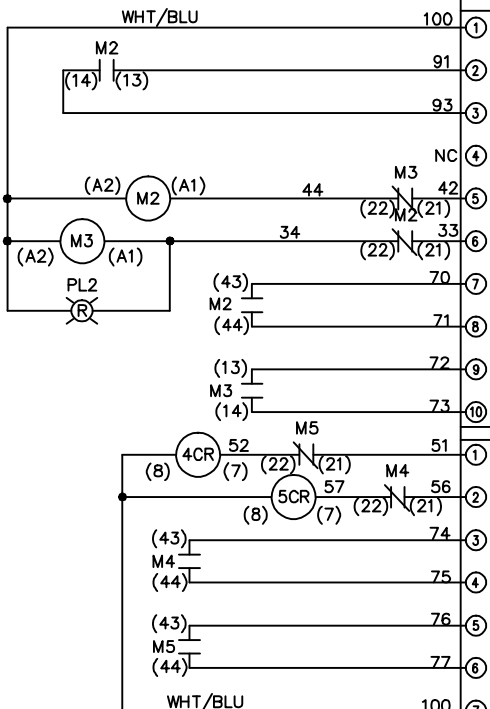 WHT/BLU 100 1
M2 91 2
(14) (13)
93 3
NC 4
M3
(A2) M2 (A1) 44 42 5
(22) (21)
M2
M3 34 33 6
(A2) (A1) (22) (21)
PL2
R
(43) 70 7
M2
(44) 71 8
(13) 72 9
M3
(14) 73 10
M5
4CR 52 51 1
(8) (7) (22) (21)
M4
5CR 57 56 2
(8) (7) (22) (21)
(43) 74 3
M4
(44) 75 4
(43) 76 5
M5
(44) 77 6
WHT/BLU 100 7